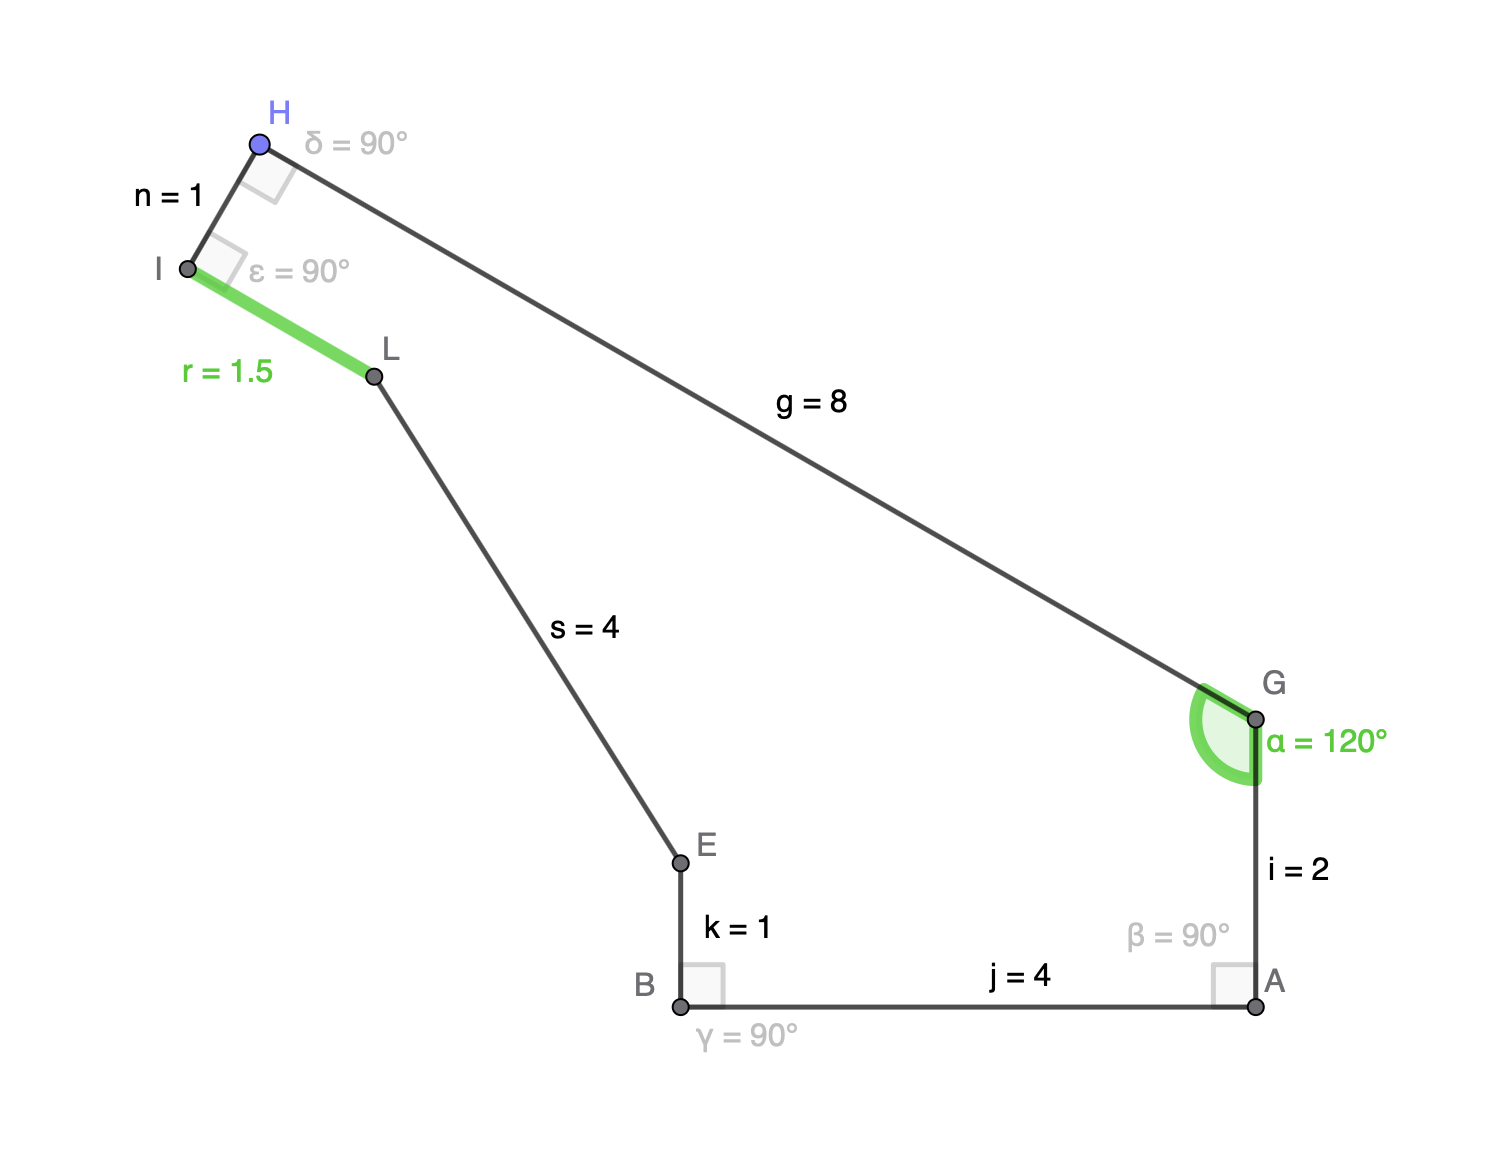 H
δ = 90°
n = 1
I
ε = 90°
L
r = 1.5
g = 8
s = 4
G
α = 120°
E
i = 2
k = 1
β = 90°
B
j = 4
A
γ = 90°